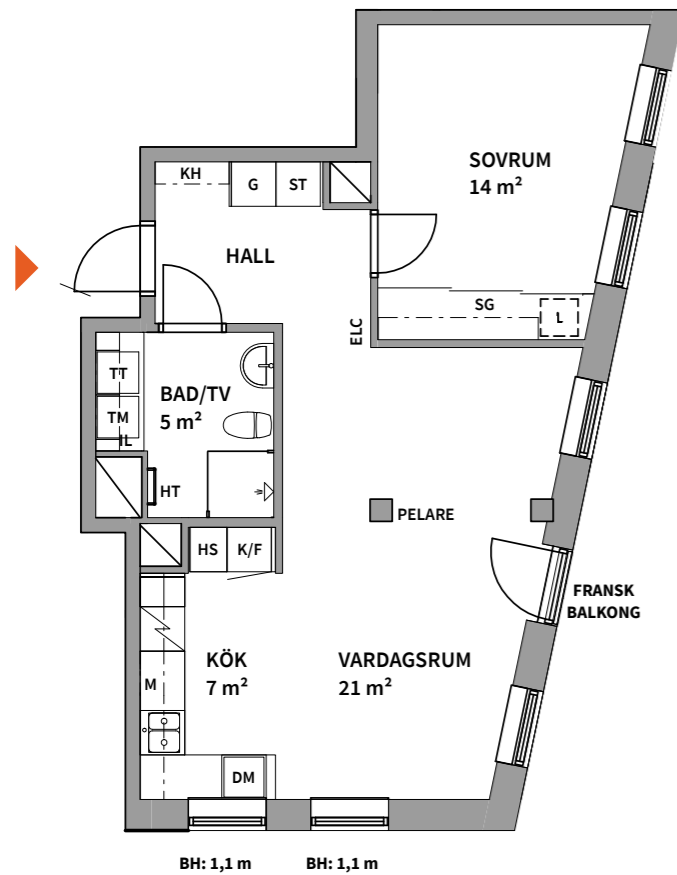 SOVRUM
14 m²
KH
G
ST
HALL
SG
L
ELC
TT
BAD/TV
5 m²
TM
IL
HT
PELARE
HS
K/F
FRANSK
BALKONG
KÖK
7 m²
VARDAGSRUM
21 m²
M
DM
BH: 1,1 m
BH: 1,1 m